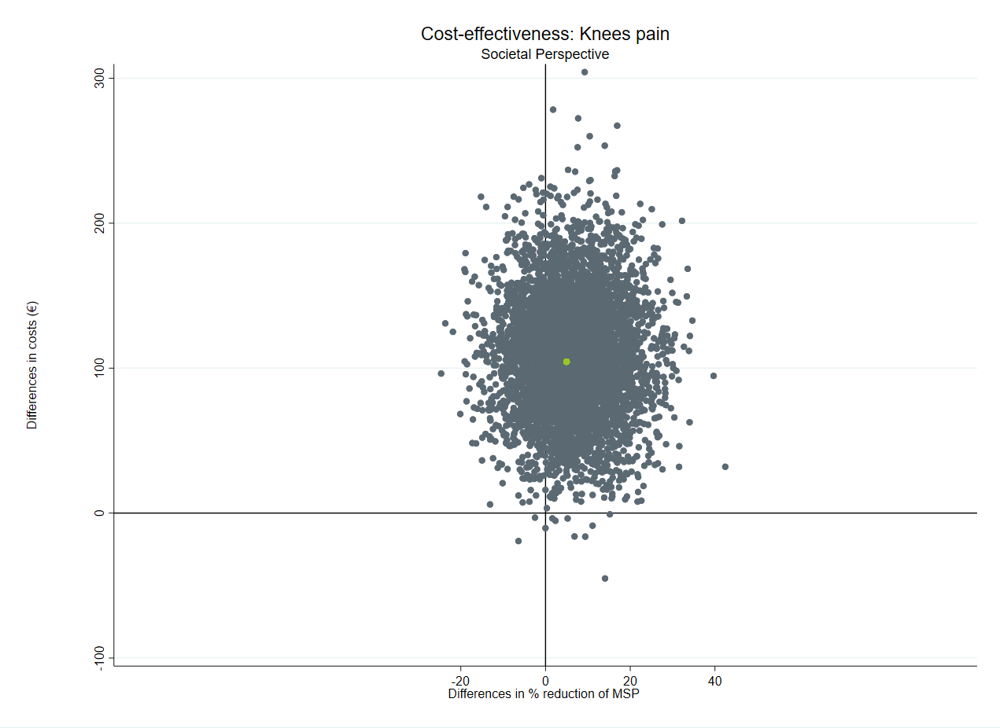 Cost-effectiveness: Knees pain
Societal Perspective
300
200
100
0
-100
Differences in costs (€)
-20 0 20 40
Differences in % reduction of MSP